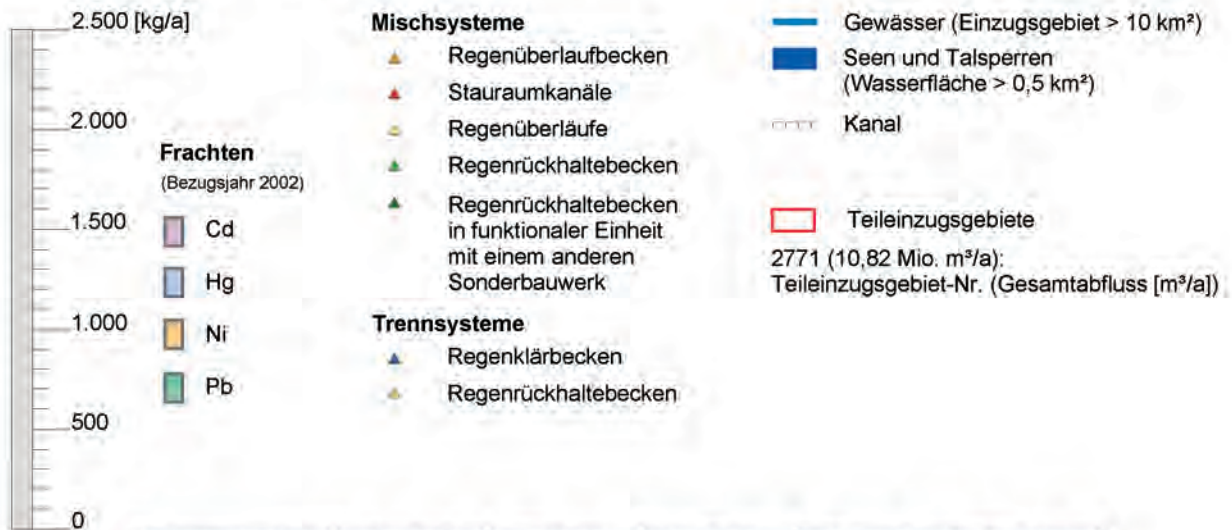 2.500 [kg/a]
2.000
1.500
1.000
500
0
Frachten
(Bezugsjahr 2002)
Cd
Hg
Ni
Pb
Mischsysteme
Regenüberlaufbecken
Stauraumkanäle
Regenüberläufe
Regenrückhaltebecken
Regenrückhaltebecken
in funktionaler Einheit
mit einem anderen
Sonderbauwerk
Trennsysteme
Regenklärbecken
Regenrückhaltebecken
Gewässer (Einzugsgebiet > 10 km²)
Seen und Talsperren
(Wasserfläche > 0,5 km²)
Kanal
Teileinzugsgebiete
2771 (10,82 Mio. m³/a):
Teileinzugsgebiet-Nr. (Gesamtabfluss [m³/a])